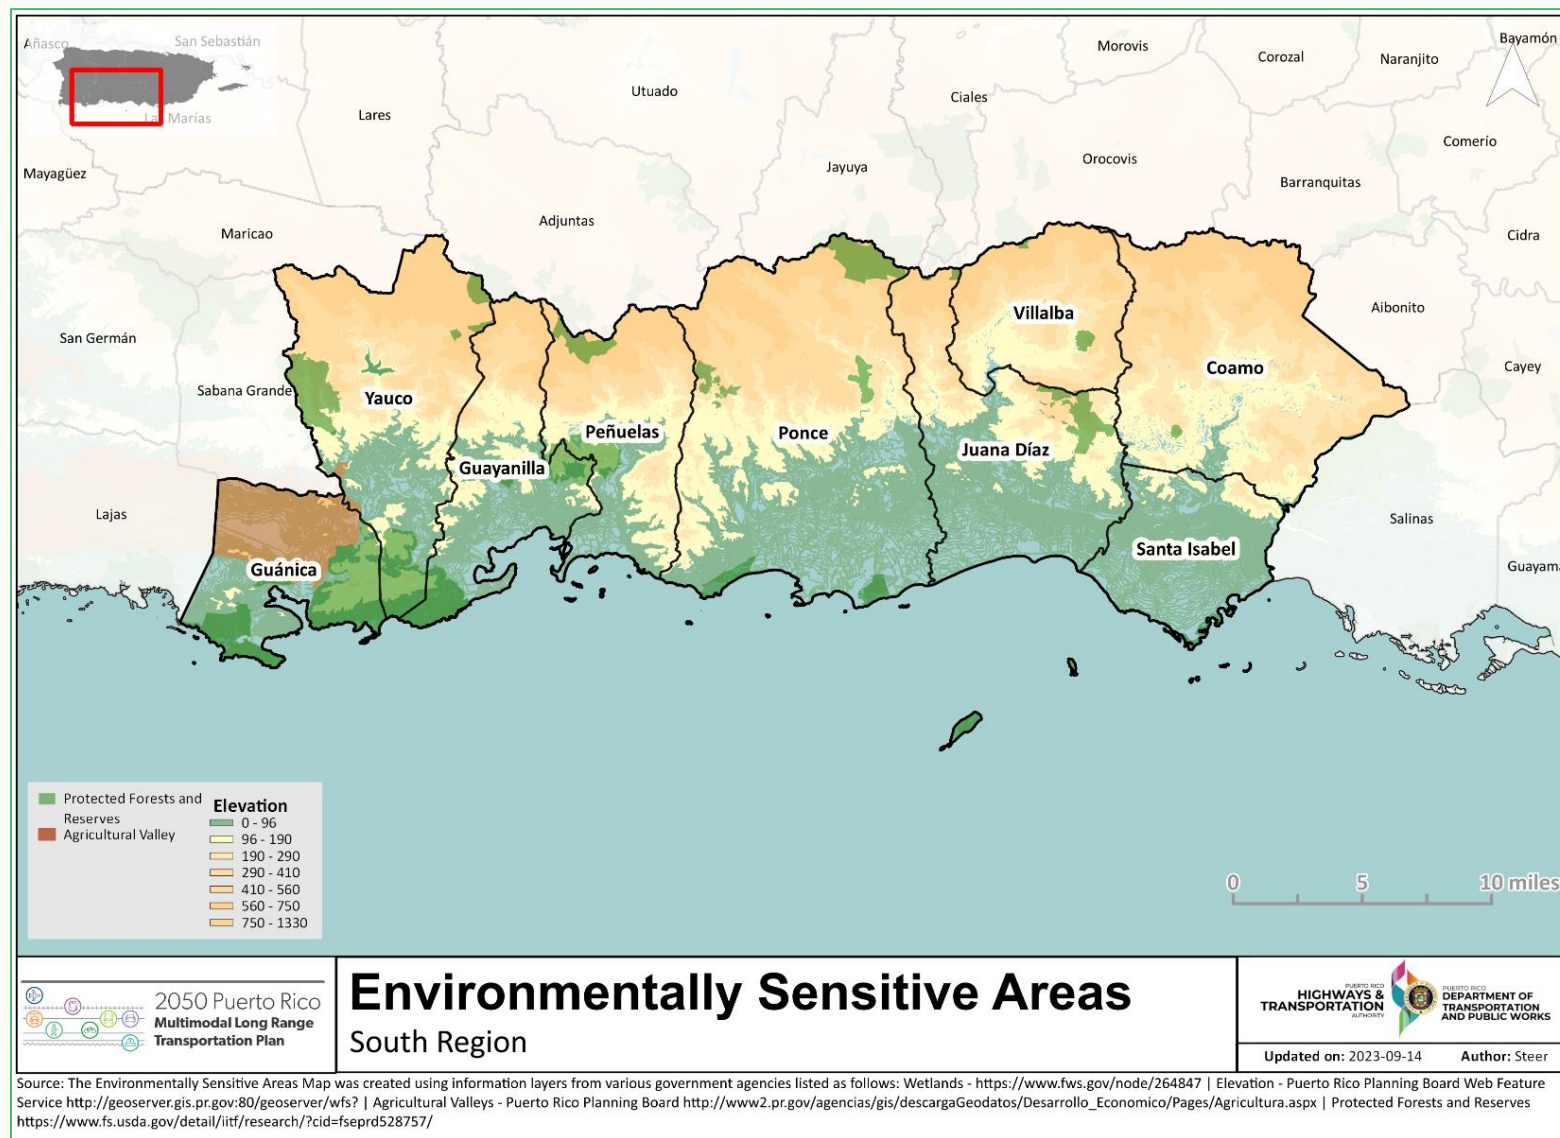 Añasco
San Sebastián
Las Marías
Mayagüez
Lares
Utuado
Ciales
Morovis
Corozal
Naranjito
Bayamón
Comerío
Orocovis
Barranquitas
Jayuya
Adjuntas
Maricao
Cidra
Aibonito
San Germán
Sabana Grande
Cayey
Villalba
Coamo
Yauco
Peñuelas
Ponce
Guayanilla
Juana Díaz
Lajas
Salinas
Guánica
Santa Isabel
Guayama
Protected Forests and
Reserves
Agricultural Valley
Elevation
0 - 96
96 - 190
190 - 290
290 - 410
410 - 560
560 - 750
750 - 1330
0 5 10 miles
2050 Puerto Rico
Multimodal Long Range
Transportation Plan
Environmentally Sensitive Areas
South Region
PUERTO RICO
HIGHWAYS &
TRANSPORTATION
AUTHORITY
PUERTO RICO
DEPARTMENT OF
TRANSPORTATION
AND PUBLIC WORKS
Updated on: 2023-09-14 Author: Steer
Source: The Environmentally Sensitive Areas Map was created using information layers from various government agencies listed as follows: Wetlands - https://www.fws.gov/node/264847 | Elevation - Puerto Rico Planning Board Web Feature
Service http://geoserver.gis.pr.gov:80/geoserver/wfs? | Agricultural Valleys - Puerto Rico Planning Board http://www2.pr.gov/agencias/gis/descargaGeodatos/Desarrollo_Economico/Pages/Agricultura.aspx | Protected Forests and Reserves
https://www.fs.usda.gov/detail/iitf/research/?cid=fseprd528757/